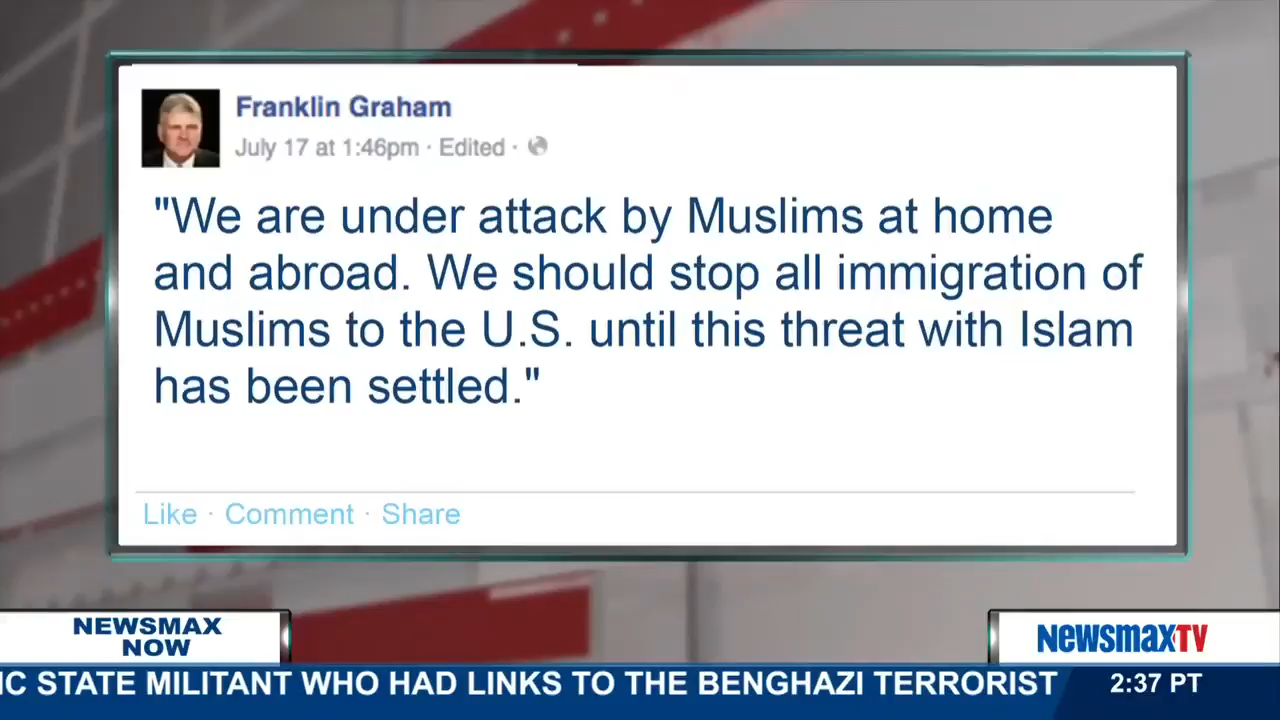 Franklin Graham
July 17 at 1:46pm · Edited ·
"We are under attack by Muslims at home
and abroad. We should stop all immigration of
Muslims to the U.S. until this threat with Islam
has been settled."
Like · Comment · Share
NEWSMAX
NOW
NEWSMAXTV
IC STATE MILITANT WHO HAD LINKS TO THE BENGHAZI TERRORIST
2:37 PT